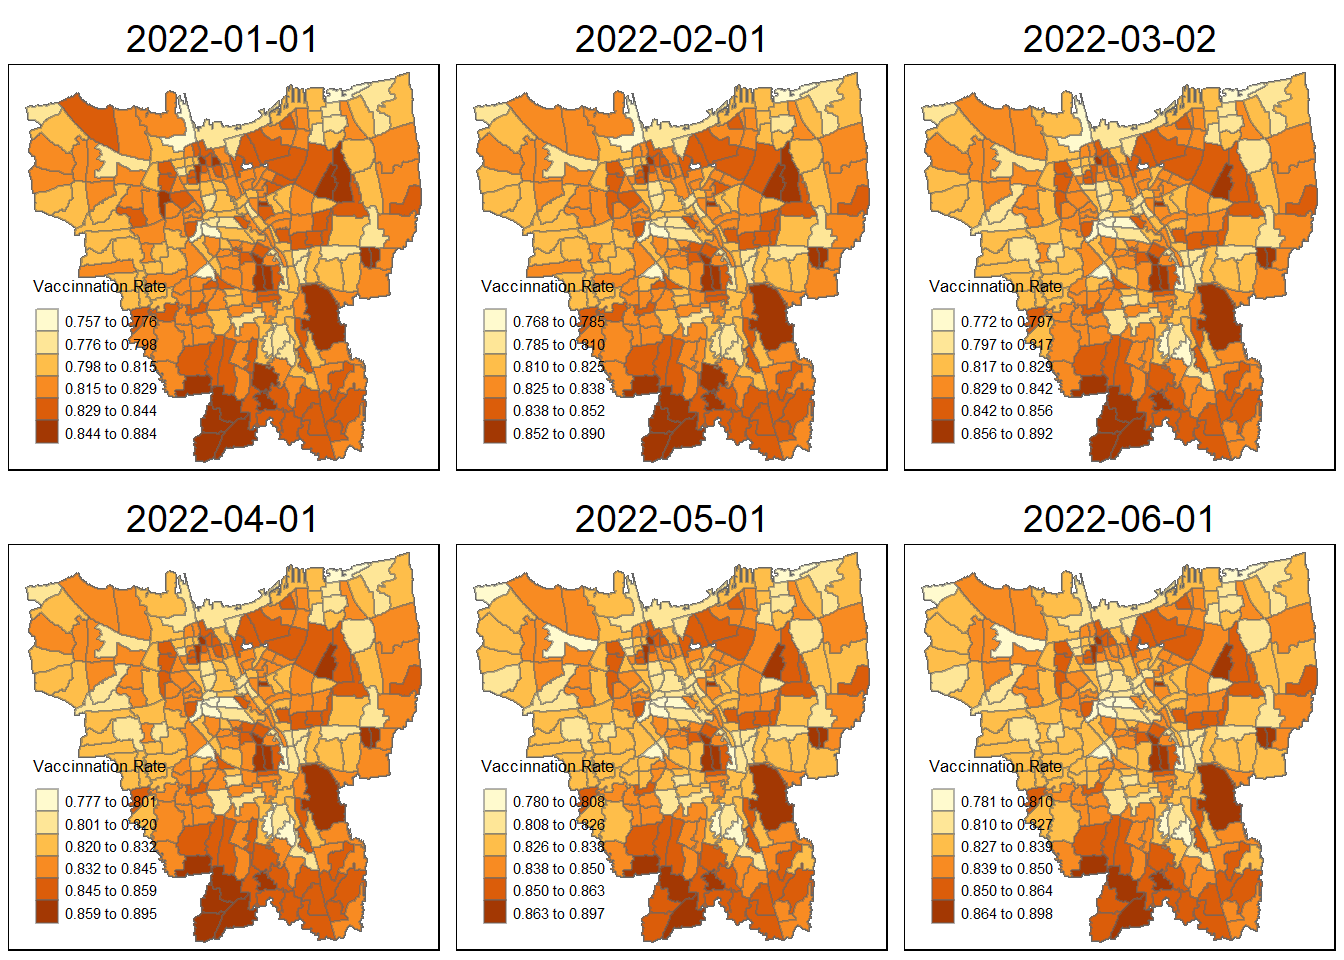 2022-01-01
2022-02-01
2022-03-02
Vaccinnation Rate
0.757 to 0.776
0.776 to 0.798
0.798 to 0.815
0.815 to 0.829
0.829 to 0.844
0.844 to 0.884
Vaccinnation Rate
0.768 to 0.785
0.785 to 0.810
0.810 to 0.825
0.825 to 0.838
0.838 to 0.852
0.852 to 0.890
Vaccinnation Rate
0.772 to 0.797
0.797 to 0.817
0.817 to 0.829
0.829 to 0.842
0.842 to 0.856
0.856 to 0.892
2022-04-01
2022-05-01
2022-06-01
Vaccinnation Rate
0.777 to 0.801
0.801 to 0.820
0.820 to 0.832
0.832 to 0.845
0.845 to 0.859
0.859 to 0.895
Vaccinnation Rate
0.780 to 0.808
0.808 to 0.826
0.826 to 0.838
0.838 to 0.850
0.850 to 0.863
0.863 to 0.897
Vaccinnation Rate
0.781 to 0.810
0.810 to 0.827
0.827 to 0.839
0.839 to 0.850
0.850 to 0.864
0.864 to 0.898